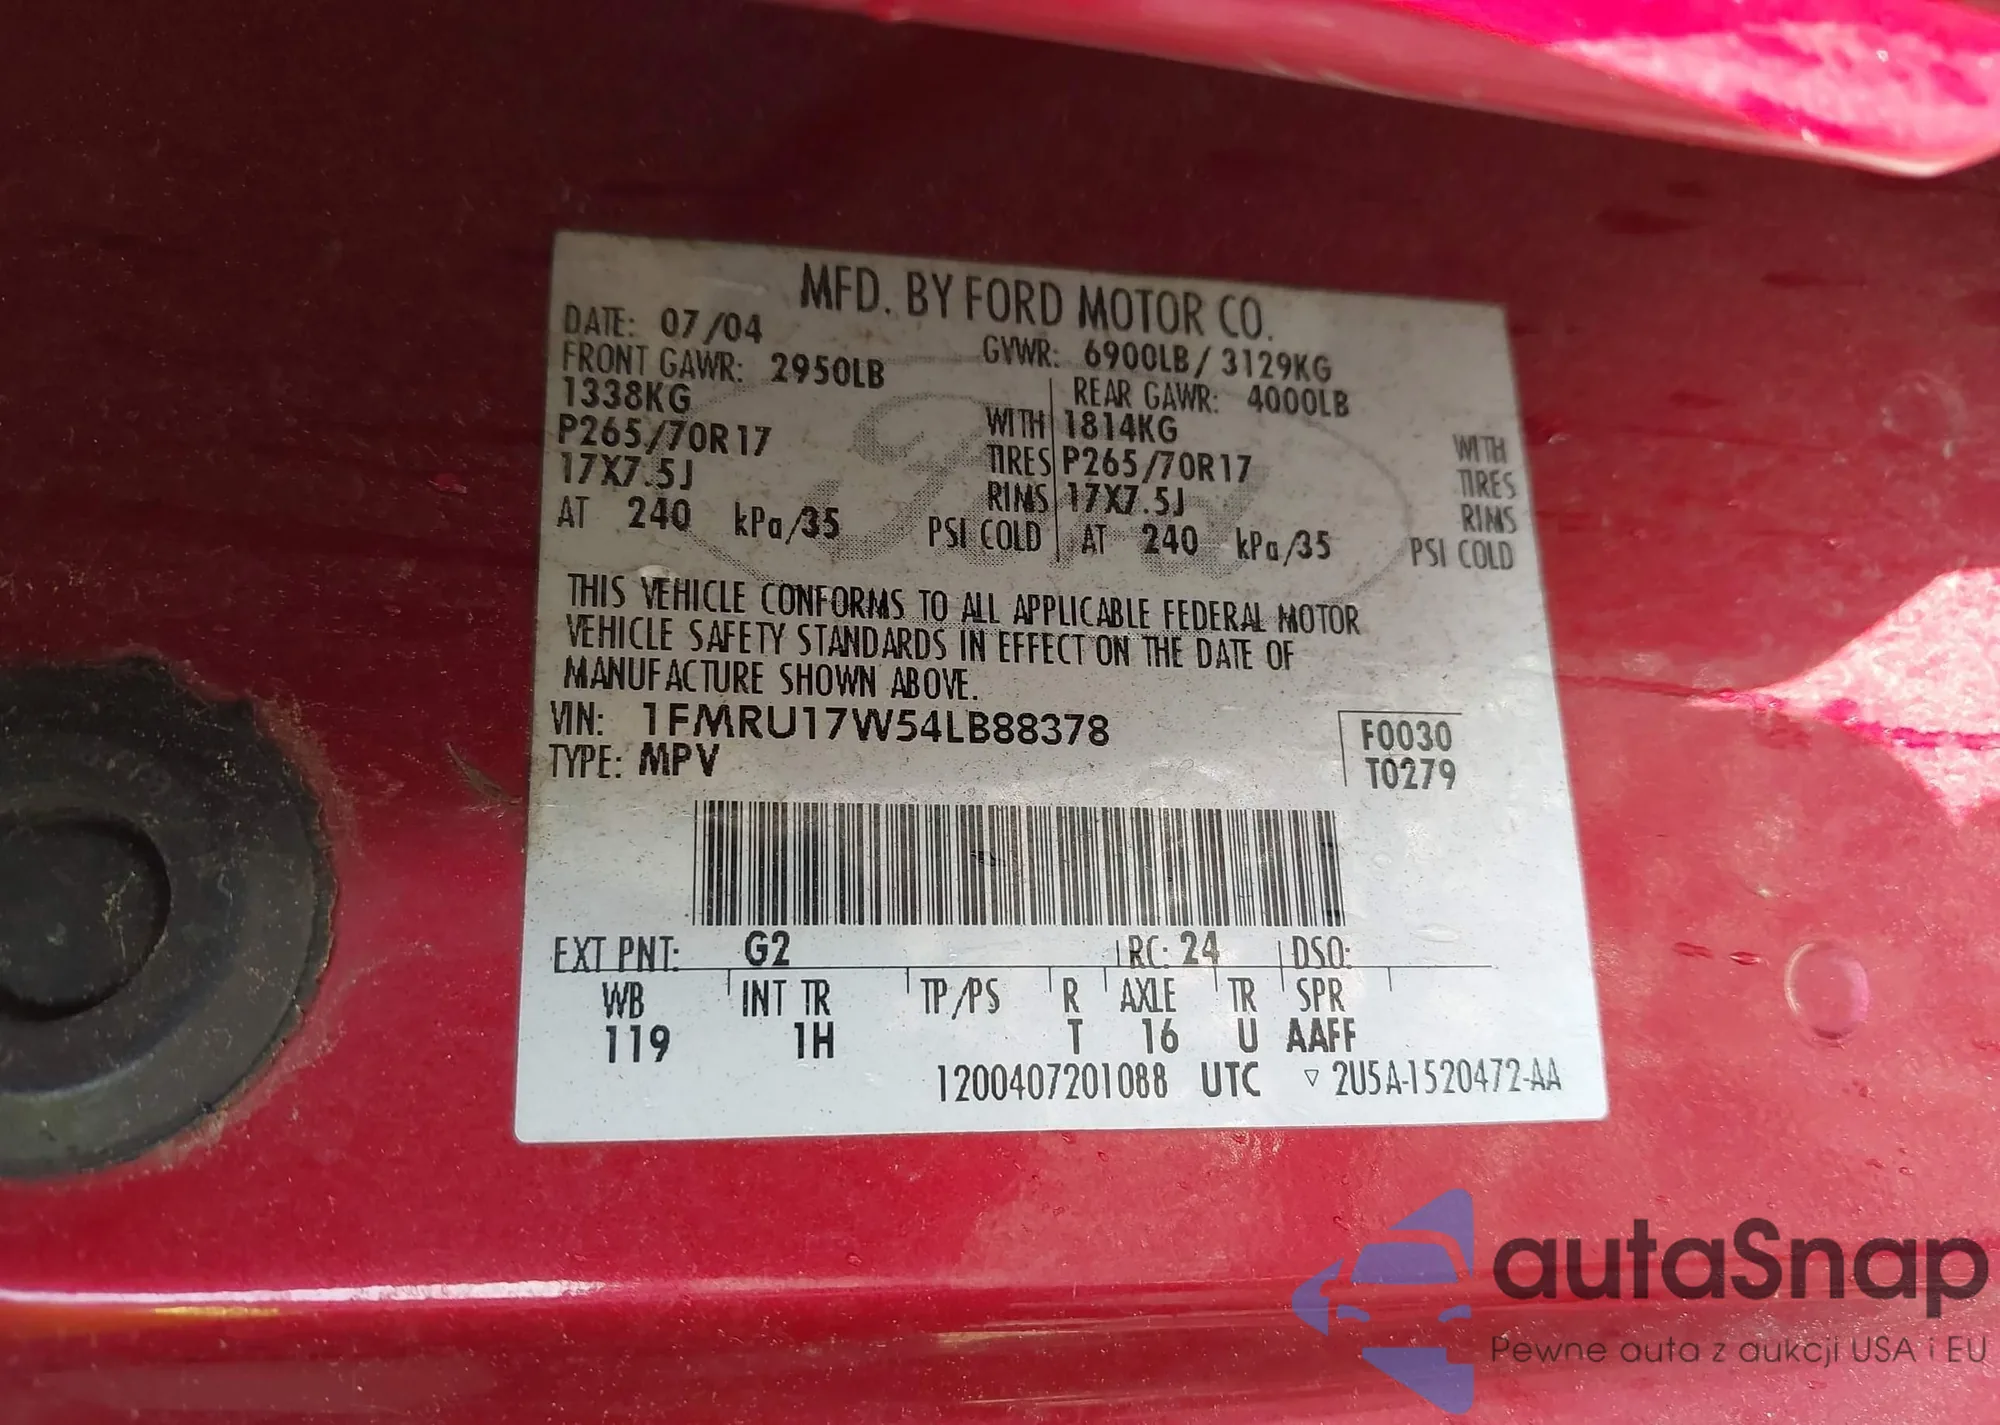 MFD. BY FORD MOTOR CO.
DATE: 07/04 GVWR: 6900LB/ 3129KG
FRONT GAWR: 2950LB REAR GAWR: 4000LB
1338KG WITH 1814KG WITH
P265/70R17 TIRES P265/70R17 TIRES
17X7.5J RIMS 17X7.5J RIMS
AT 240 kPa/35 PSI COLD AT 240 kPa/35 PSI COLD
THIS VEHICLE CONFORMS TO ALL APPLICABLE FEDERAL MOTOR
VEHICLE SAFETY STANDARDS IN EFFECT ON THE DATE OF
MANUFACTURE SHOWN ABOVE.
VIN: 1FMRU17W54LB88378 F0030
TYPE: MPV T0279
EXT PNT: G2 RC: 24 DSO:
WB INT TR TP/PS R AXLE TR SPR
119 1H T 16 U AAFF
1200407201088 UTC ▽ 2U5A-1520472-AA
autaSnap
Pewne auta z aukcji USA i EU